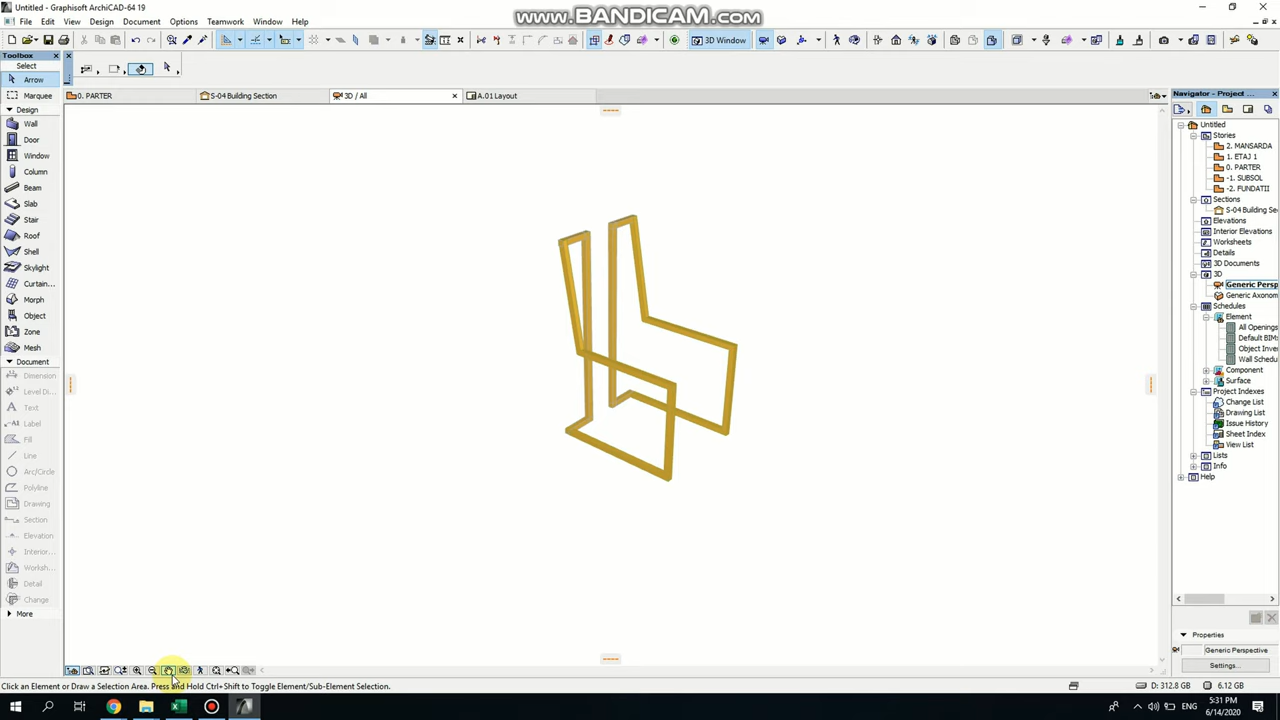 Untitled - Graphisoft ArchiCAD-64 19
www.BANDICAM.com
File Edit View Design Document Options Teamwork Window Help
3D Window
Toolbox
Select
Arrow
Marquee
Design
Wall
Door
Window
Column
Beam
Slab
Stair
Roof
Shell
Skylight
Curtain...
Morph
Object
Zone
Mesh
Document
Dimension
Level Di...
Text
Label
Fill
Line
Arc/Circle
Polyline
Drawing
Section
Elevation
Interior...
Worksh...
Detail
Change
More
0. PARTER
S-04 Building Section
3D / All
A.01 Layout
Navigator - Project ...
Untitled
Stories
2. MANSARDA
1. ETAJ 1
0. PARTER
-1. SUBSOL
-2. FUNDATII
Sections
S-04 Building Se
Elevations
Interior Elevations
Worksheets
Details
3D Documents
3D
Generic Persp
Generic Axonom
Schedules
Element
All Openings
Default BIM
Object Inve
Wall Schedu
Component
Surface
Project Indexes
Change List
Drawing List
Issue History
Sheet Index
View List
Lists
Info
Help
Properties
Generic Perspective
Settings...
Click an Element or Draw a Selection Area. Press and Hold Ctrl+Shift to Toggle Element/Sub-Element Selection.
D: 312.8 GB
6.12 GB
ENG
5:31 PM
6/14/2020